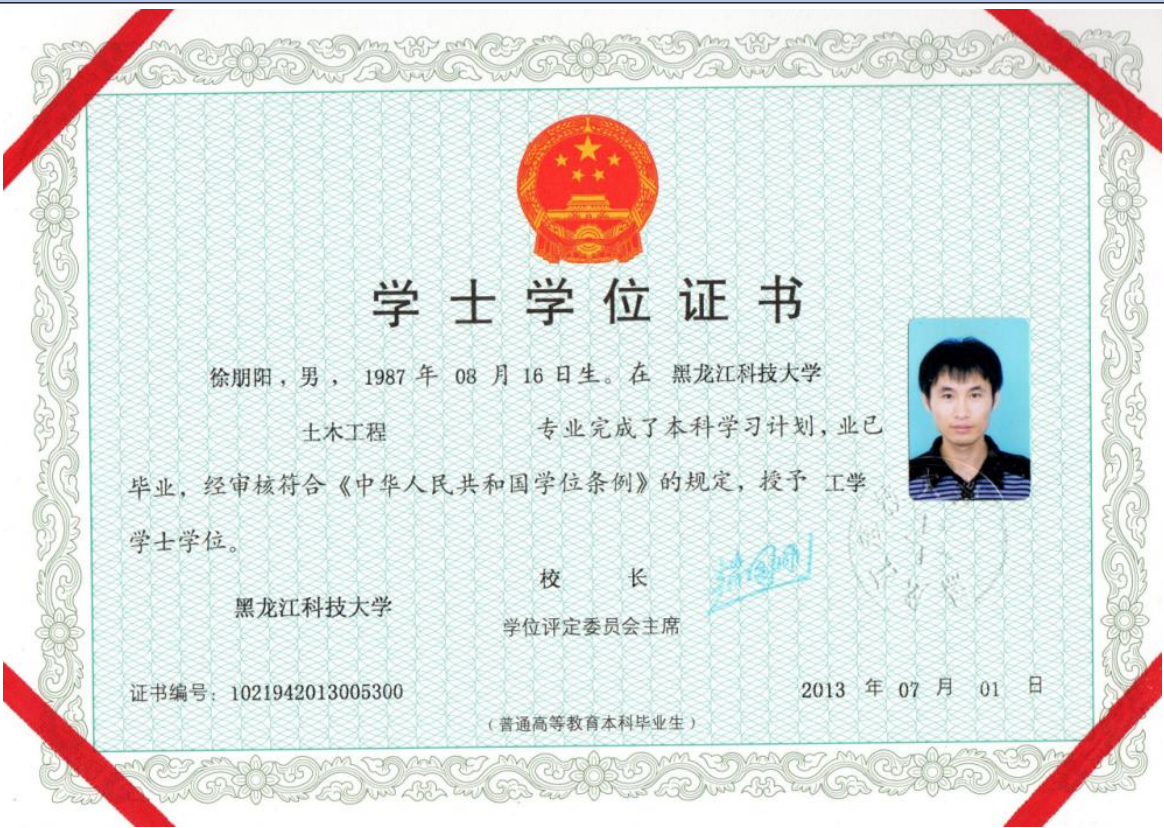 学士学位证书
徐朋阳，男， 1987 年 08 月 16 日生。在 黑龙江科技大学
土木工程 专业完成了本科学习计划，业已
毕业，经审核符合《中华人民共和国学位条例》的规定，授予 工学
学士学位。
校 长
黑龙江科技大学
学位评定委员会主席
证书编号：1021942013005300
2013 年 07 月 01 日
（普通高等教育本科毕业生）